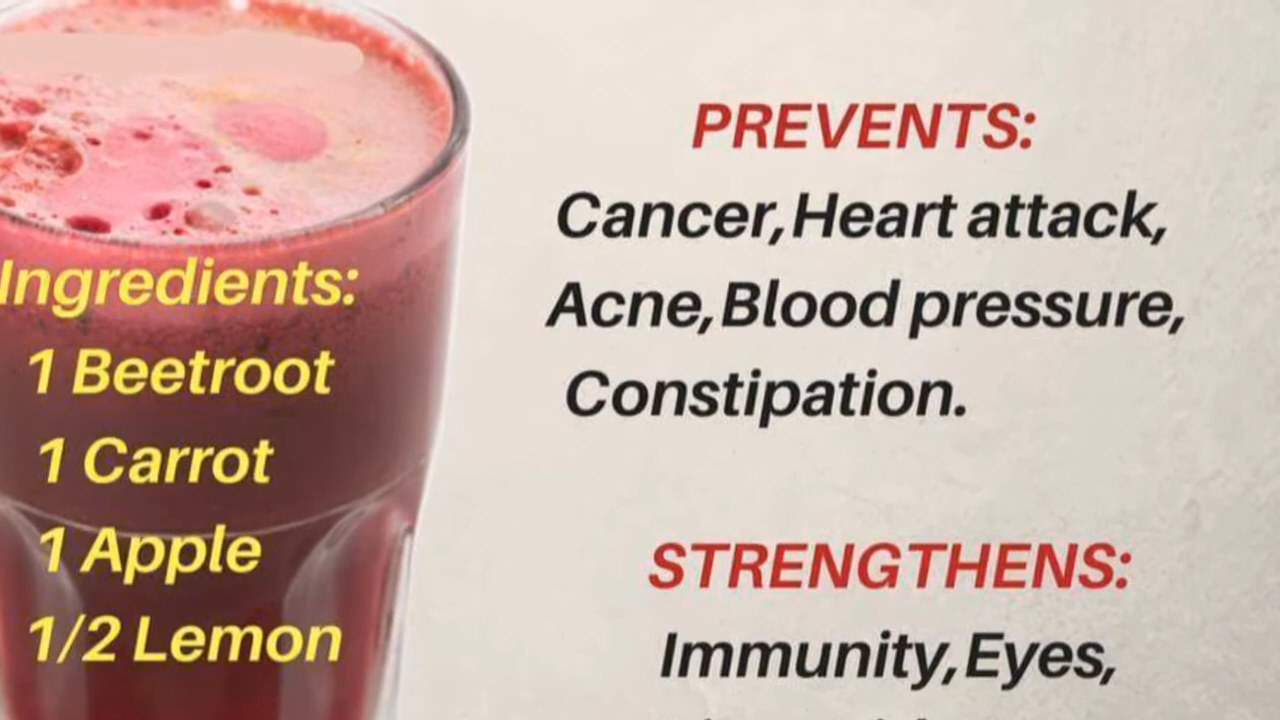 Ingredients:
1 Beetroot
1 Carrot
1 Apple
1/2 Lemon
PREVENTS:
Cancer, Heart attack,
Acne, Blood pressure,
Constipation.
STRENGTHENS:
Immunity, Eyes,